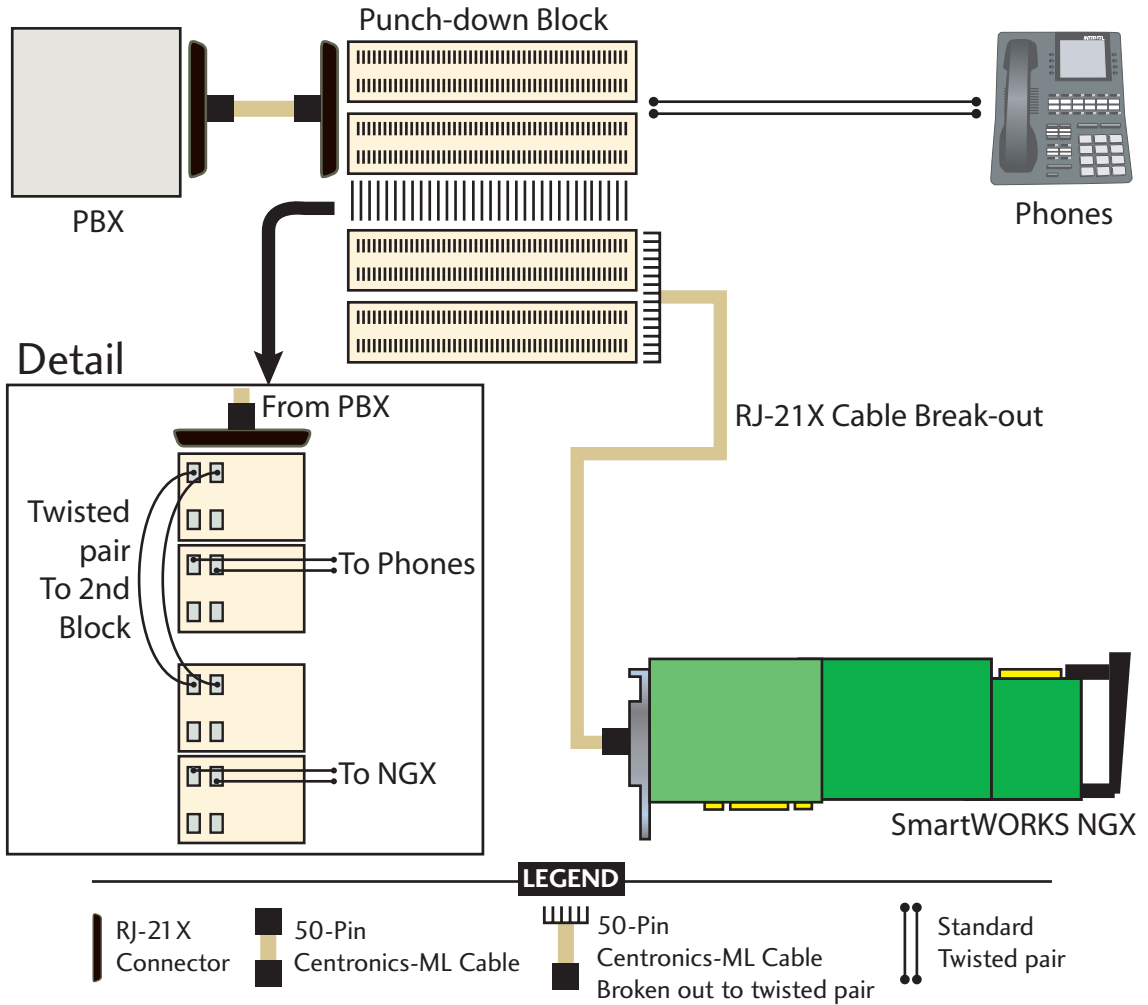 Punch-down Block
PBX
Phones
Detail
From PBX
RJ-21X Cable Break-out
Twisted
pair
To 2nd
Block
To Phones
To NGX
SmartWORKS NGX
LEGEND
RJ-21X
Connector
50-Pin
Centronics-ML Cable
50-Pin
Centronics-ML Cable
Broken out to twisted pair
Standard
Twisted pair